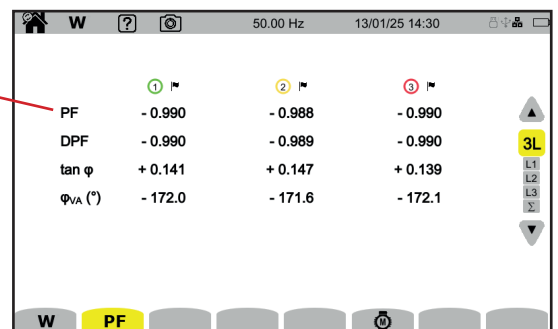 W ? 50.00 Hz 13/01/25 14:30
1 2 3
PF - 0.990 - 0.988 - 0.990
DPF - 0.990 - 0.989 - 0.990
tan φ + 0.141 + 0.147 + 0.139
φVA (°) - 172.0 - 171.6 - 172.1
3L
L1
L2
L3
Σ
W PF M